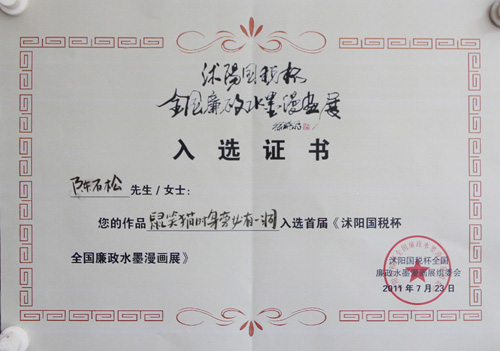 沭阳国税杯
全国廉政水墨漫画展
入选证书
陈石松 先生/女士：
您的作品 鼠笑猫时身旁必有一洞 入选首届《沭阳国税杯
全国廉政水墨漫画展》
沭阳国税杯全国
廉政水墨漫画展组委会
2011年7月23日